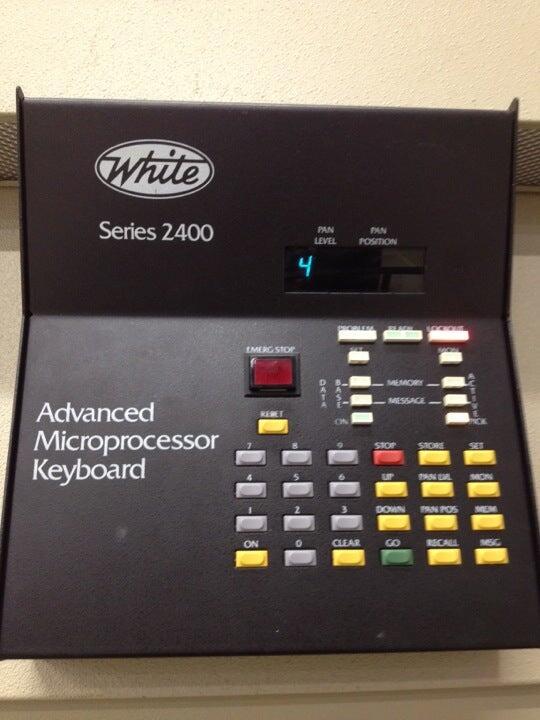 White
Series 2400
PAN LEVEL
PAN POSITION
4
PROBLEM READY LOCKOUT
SET MON
EMERG STOP
DATA BASE MEMORY ACTIVE
MESSAGE
ON PICK
RESET
Advanced
Microprocessor
Keyboard
7 8 9 STOP STORE SET
4 5 6 UP PAN LVL MON
1 2 3 DOWN PAN POS MEM
ON 0 CLEAR GO RECALL MSG